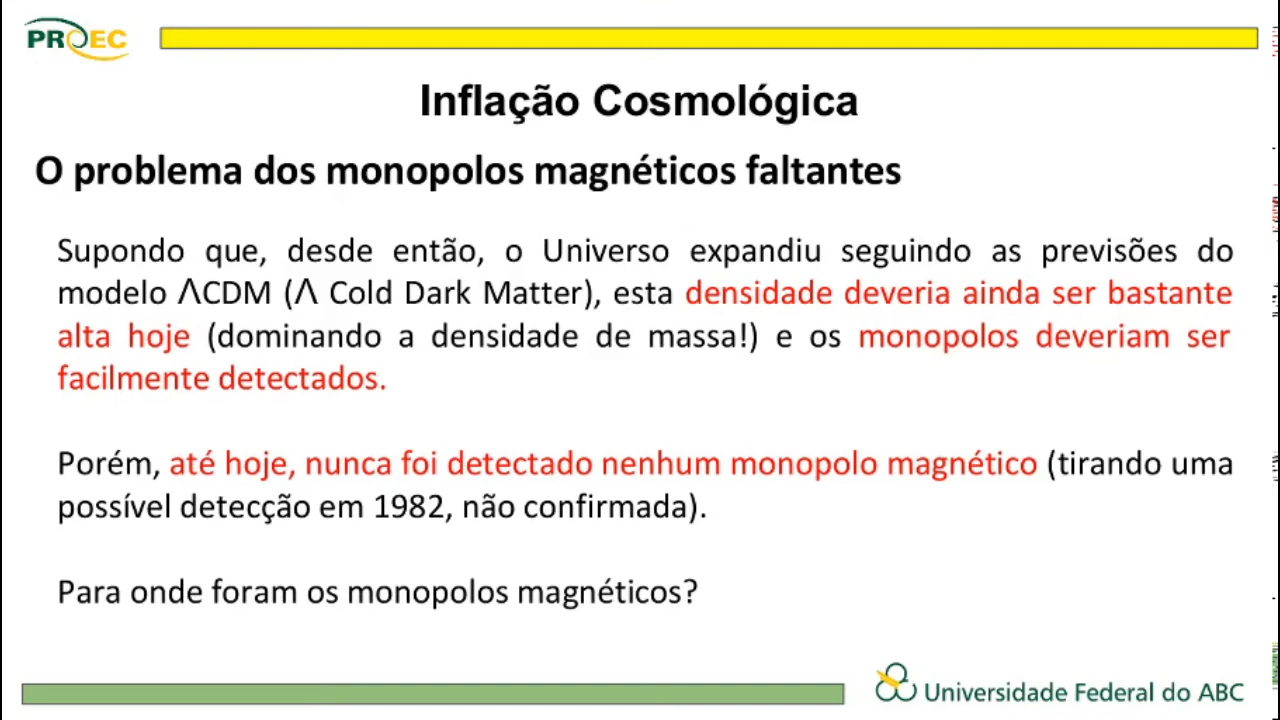 PROEC
Inflação Cosmológica
O problema dos monopolos magnéticos faltantes
Supondo que, desde então, o Universo expandiu seguindo as previsões do
modelo ΛCDM (Λ Cold Dark Matter), esta densidade deveria ainda ser bastante
alta hoje (dominando a densidade de massa!) e os monopolos deveriam ser
facilmente detectados.
Porém, até hoje, nunca foi detectado nenhum monopolo magnético (tirando uma
possível detecção em 1982, não confirmada).
Para onde foram os monopolos magnéticos?
Universidade Federal do ABC